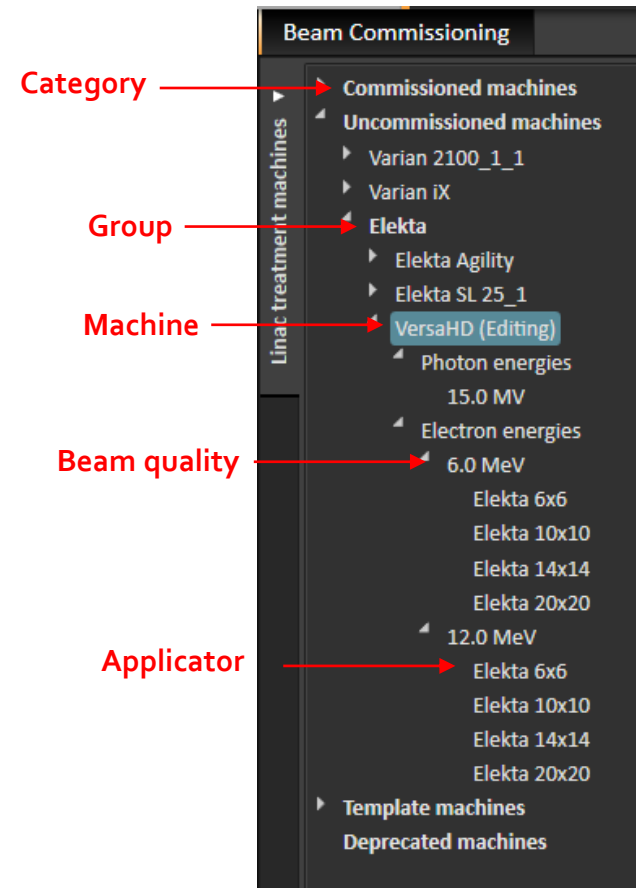 Beam Commissioning
Category
Commissioned machines
Uncommissioned machines
Linac treatment machines
Varian 2100_1_1
Varian iX
Group
Elekta
Elekta Agility
Elekta SL 25_1
Machine
VersaHD (Editing)
Photon energies
15.0 MV
Electron energies
Beam quality
6.0 MeV
Elekta 6x6
Elekta 10x10
Elekta 14x14
Elekta 20x20
12.0 MeV
Applicator
Elekta 6x6
Elekta 10x10
Elekta 14x14
Elekta 20x20
Template machines
Deprecated machines